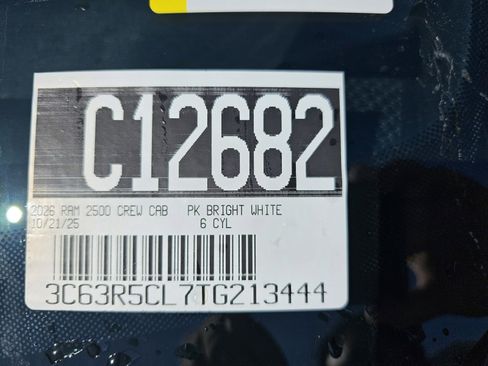 C12682
2026 RAM 2500 CREW CAB PK BRIGHT WHITE
10/21/25 6 CYL
3C63R5CL7TG213444